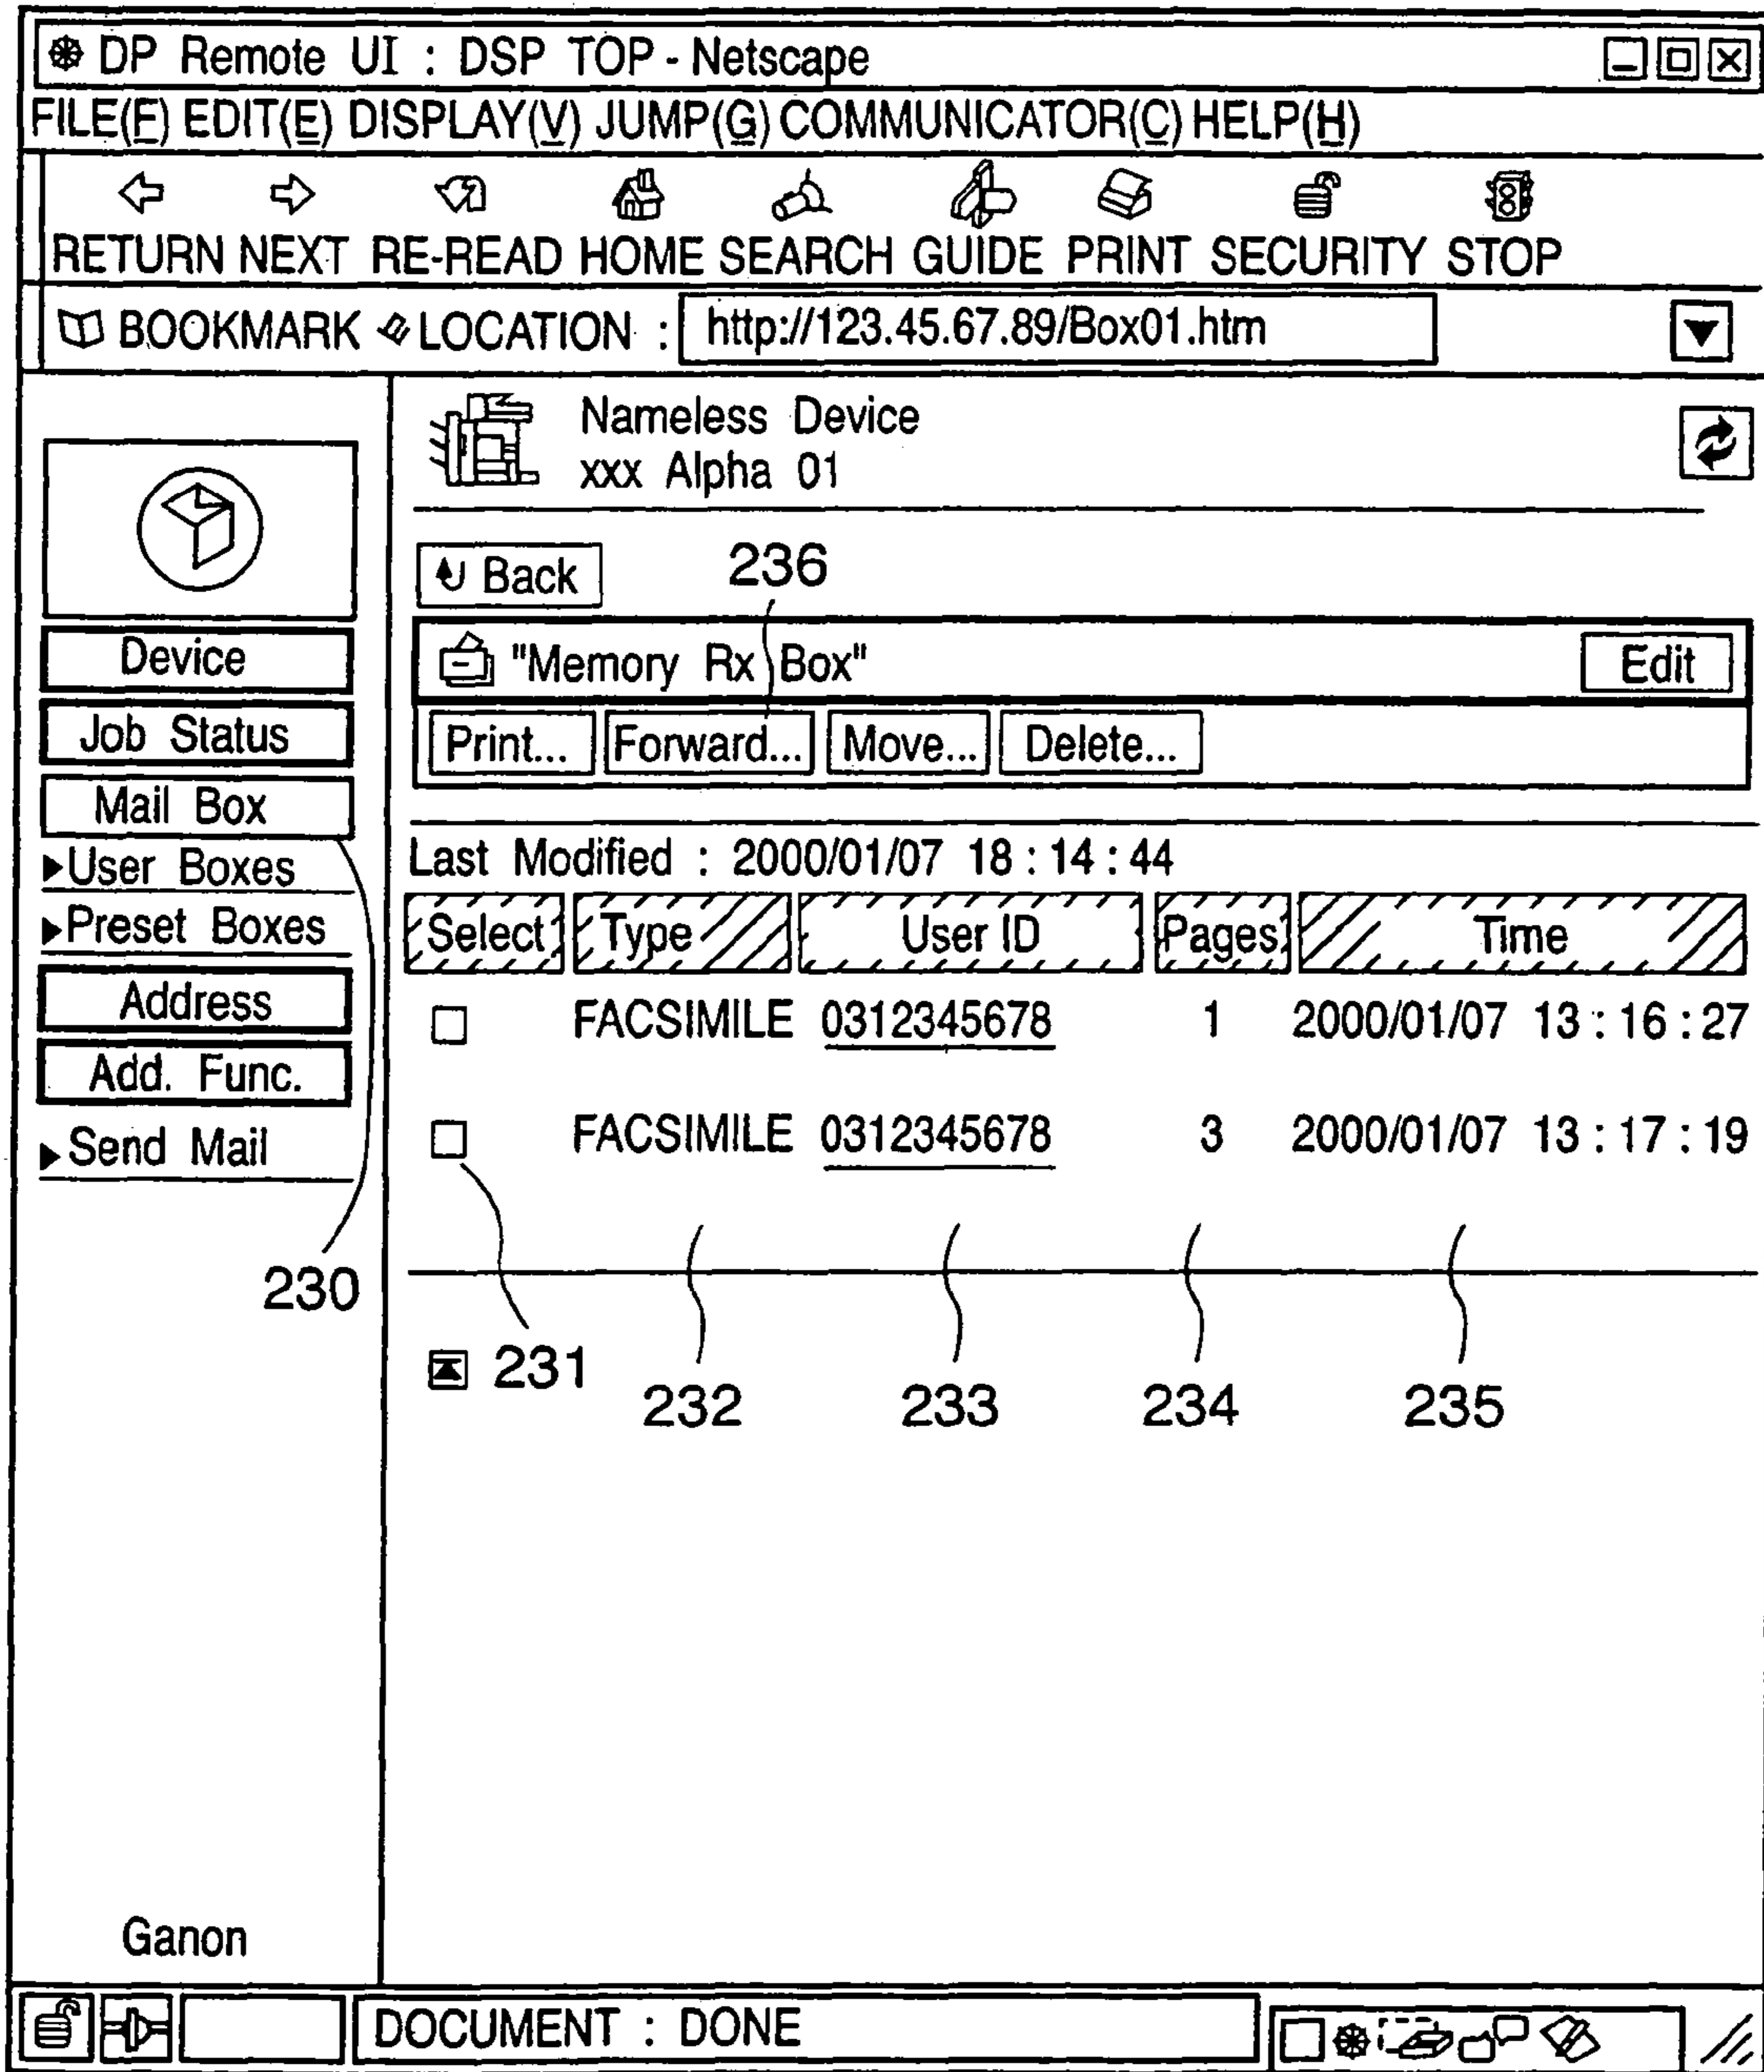 DP Remote UI : DSP TOP - Netscape
FILE(F) EDIT(E) DISPLAY(V) JUMP(G) COMMUNICATOR(C) HELP(H)
RETURN NEXT RE-READ HOME SEARCH GUIDE PRINT SECURITY STOP
BOOKMARK LOCATION : http://123.45.67.89/Box01.htm
Nameless Device
xxx Alpha 01
Back
236
"Memory Rx Box" Edit
Print... Forward... Move... Delete...
Device
Job Status
Mail Box
User Boxes
Preset Boxes
Address
Add. Func.
Send Mail
230
Last Modified : 2000/01/07 18 : 14 : 44
Select Type User ID Pages Time
FACSIMILE 0312345678 1 2000/01/07 13 : 16 : 27
FACSIMILE 0312345678 3 2000/01/07 13 : 17 : 19
231
232 233 234 235
Ganon
DOCUMENT : DONE